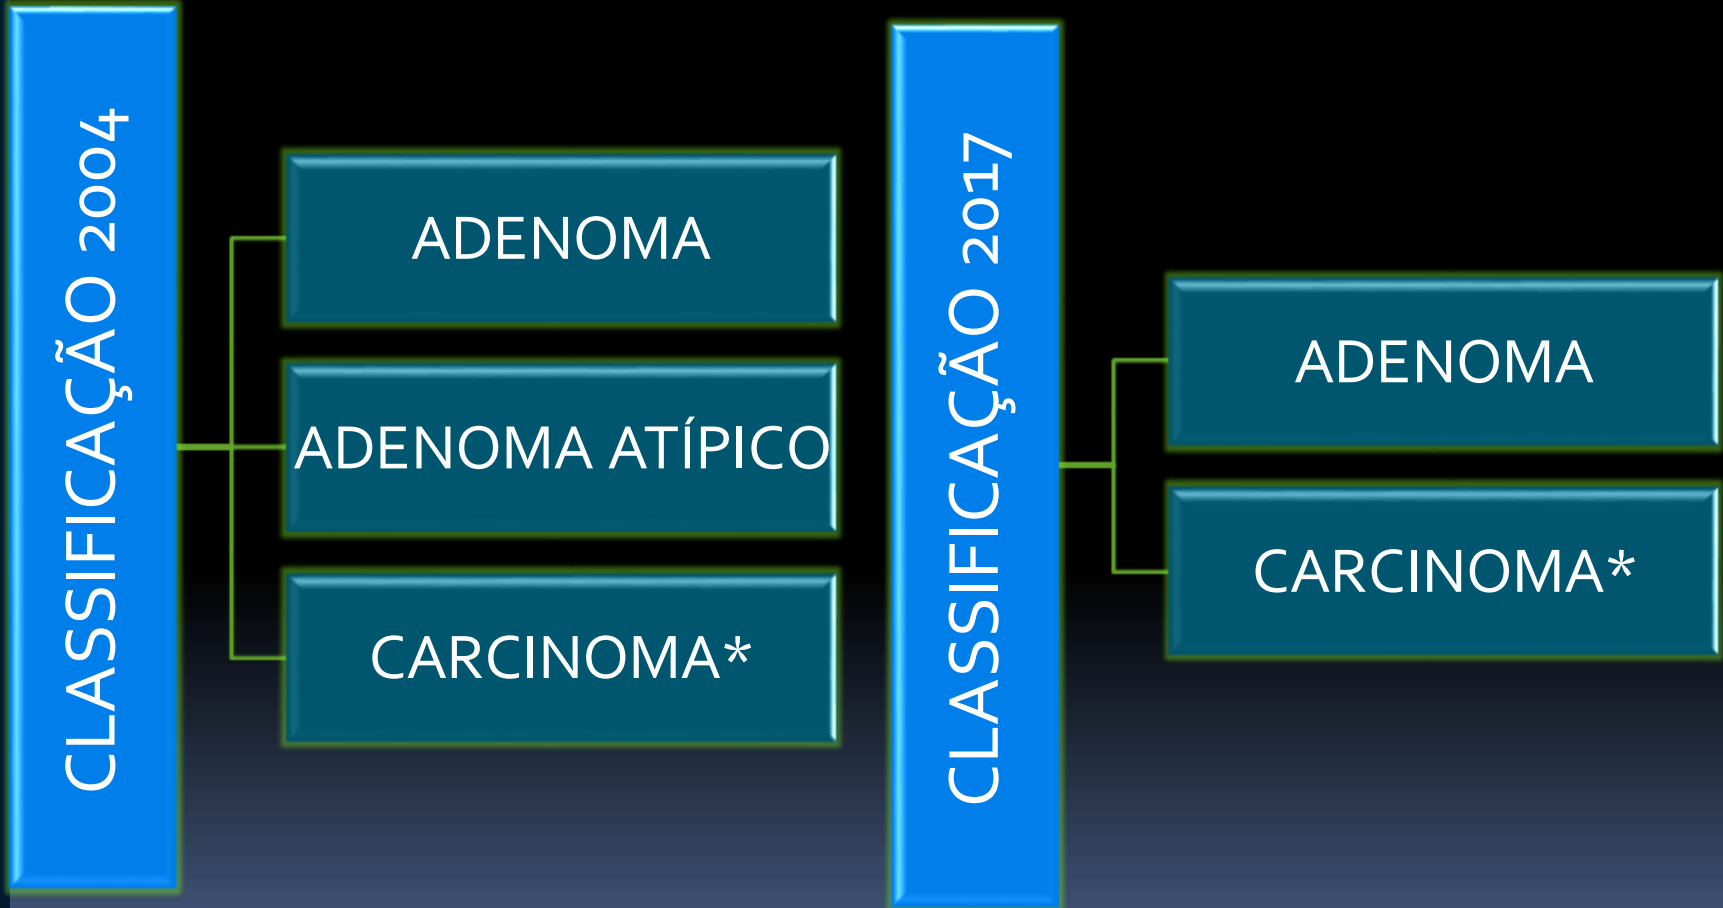 CLASSIFICAÇÃO 2004
ADENOMA
ADENOMA ATÍPICO
CARCINOMA*
CLASSIFICAÇÃO 2017
ADENOMA
CARCINOMA*